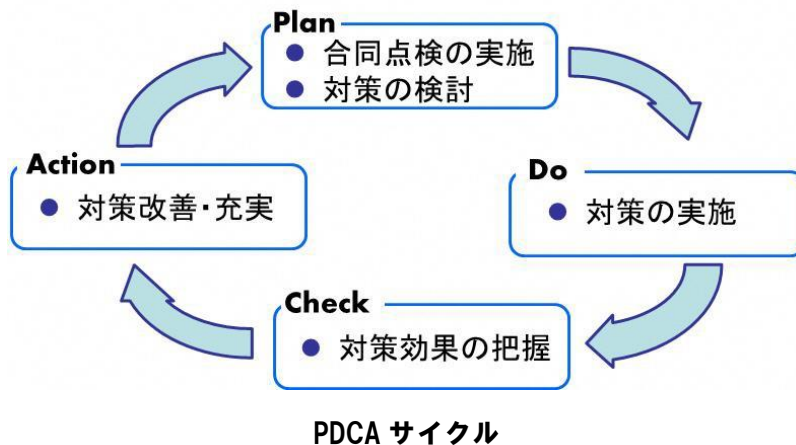 Plan
● 合同点検の実施
● 対策の検討
Do
● 対策の実施
Check
● 対策効果の把握
Action
● 対策改善・充実
PDCA サイクル